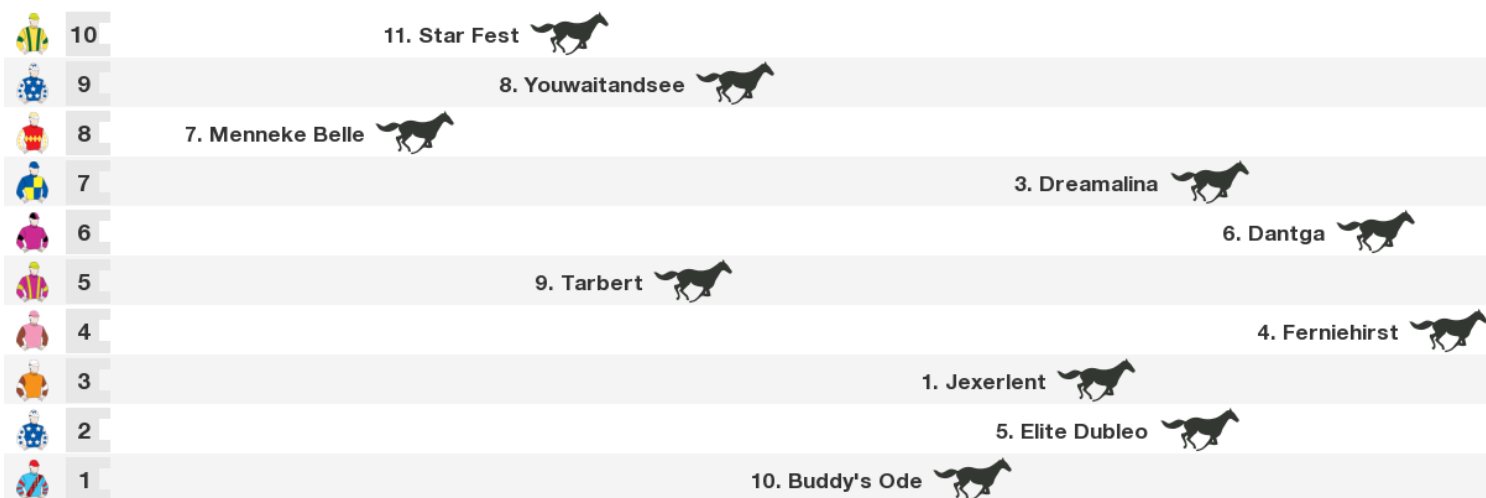 10 11. Star Fest
9 8. Youwaitandsee
8 7. Menneke Belle
7 3. Dreamalina
6 6. Dantga
5 9. Tarbert
4 4. Ferniehirst
3 1. Jexerlent
2 5. Elite Dubleo
1 10. Buddy's Ode